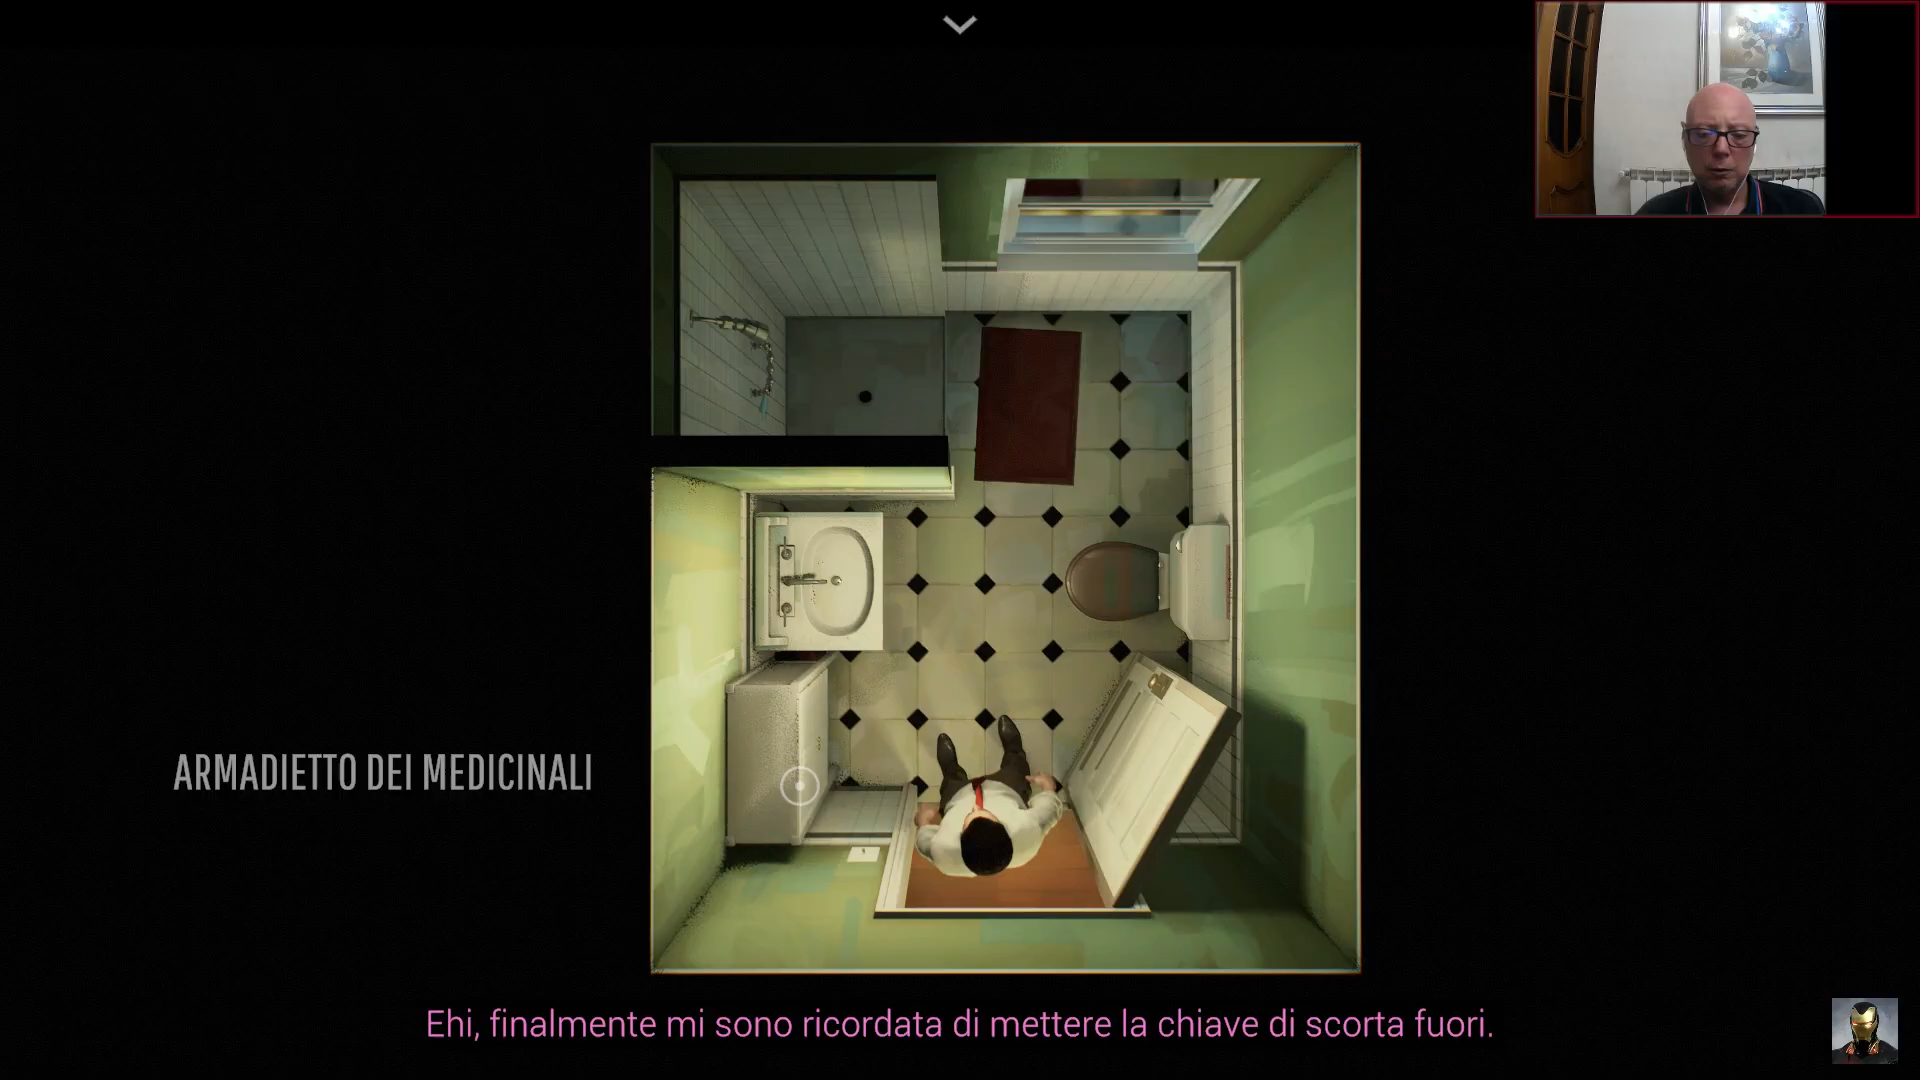 ARMADIETTO DEI MEDICINALI
Ehi, finalmente mi sono ricordata di mettere la chiave di scorta fuori.